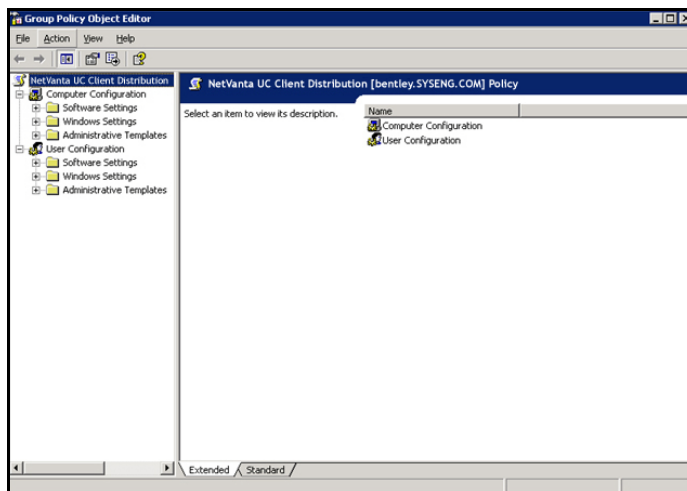 Group Policy Object Editor
File Action View Help
NetVanta UC Client Distribution
Computer Configuration
Software Settings
Windows Settings
Administrative Templates
User Configuration
Software Settings
Windows Settings
Administrative Templates
NetVanta UC Client Distribution [bentley.SYSENG.COM] Policy
Select an item to view its description.
Name
Computer Configuration
User Configuration
Extended Standard